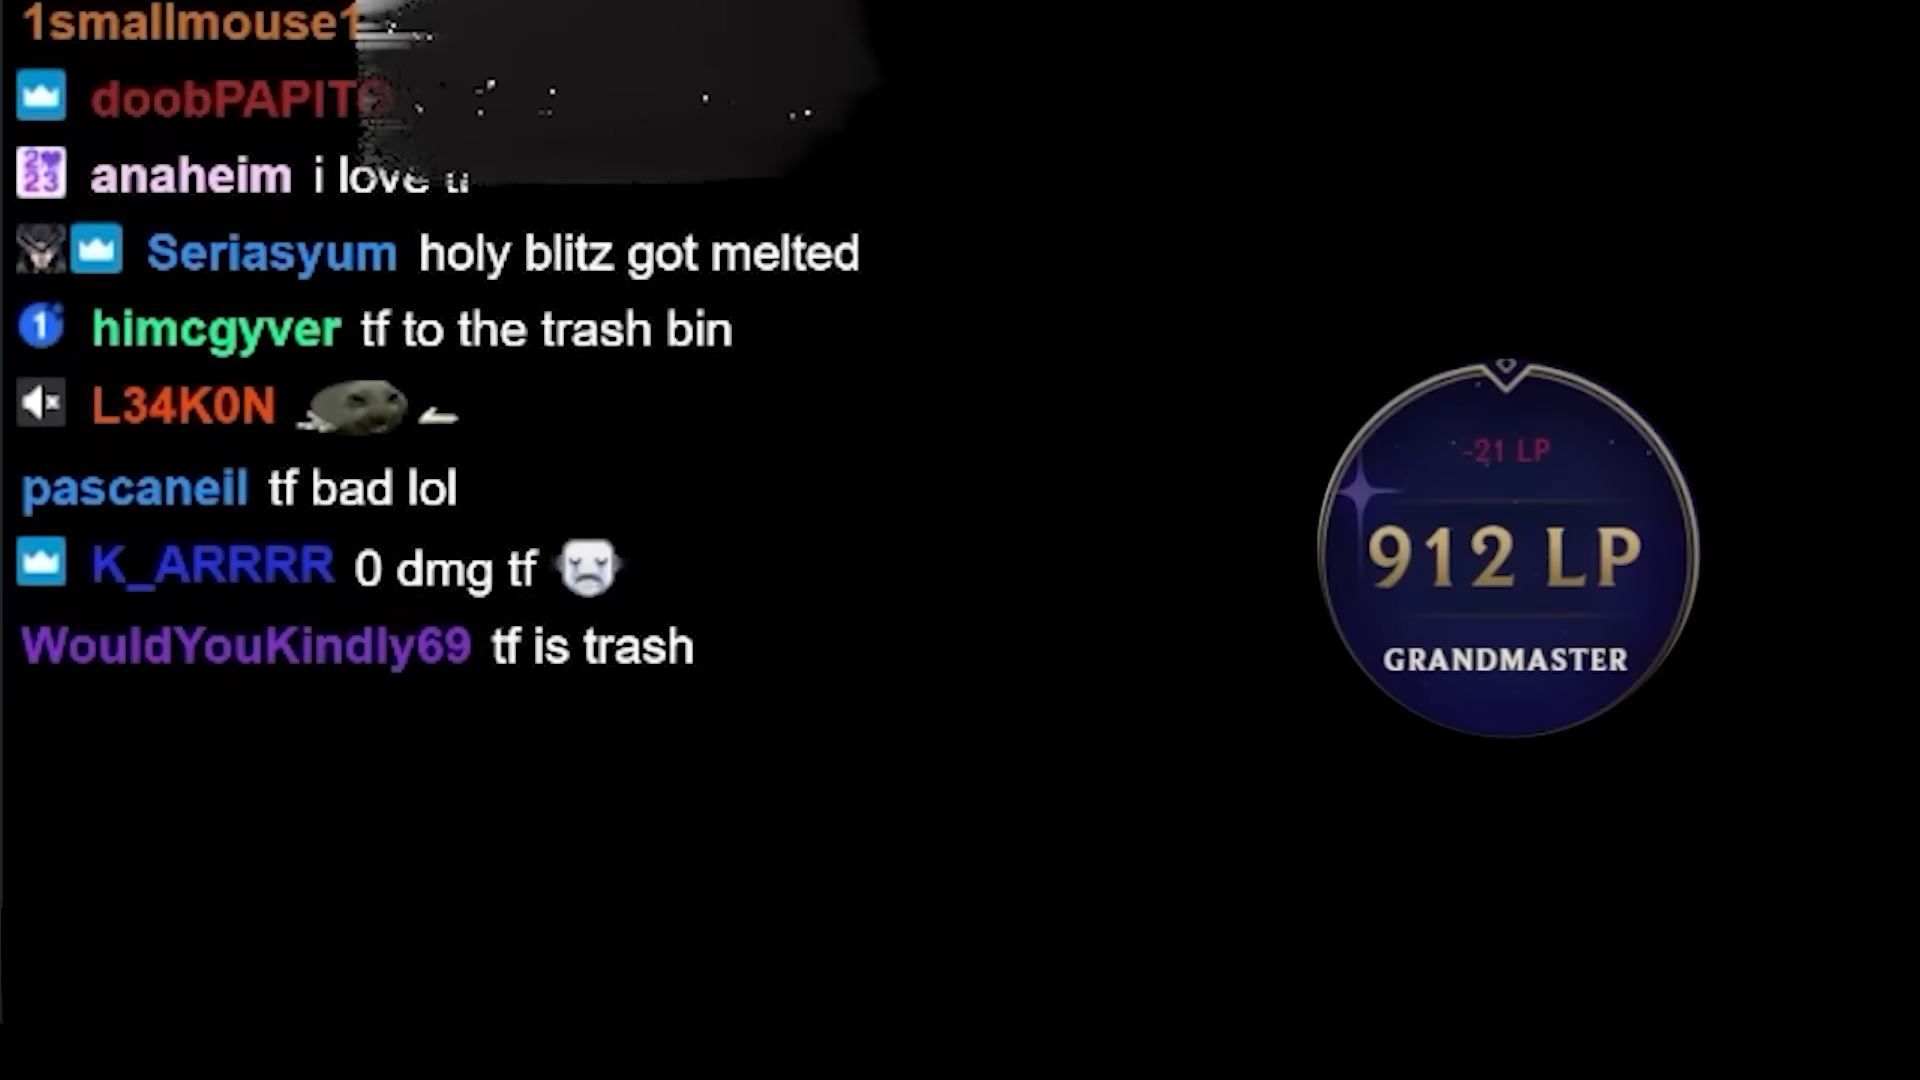 1smallmouse1
doobPAPITO
anaheim i love
Seriasyum holy blitz got melted
himcgyver tf to the trash bin
L34K0N
pascaneil tf bad lol
K_ARRRR 0 dmg tf
WouldYouKindly69 tf is trash
-21 LP
912 LP
GRANDMASTER